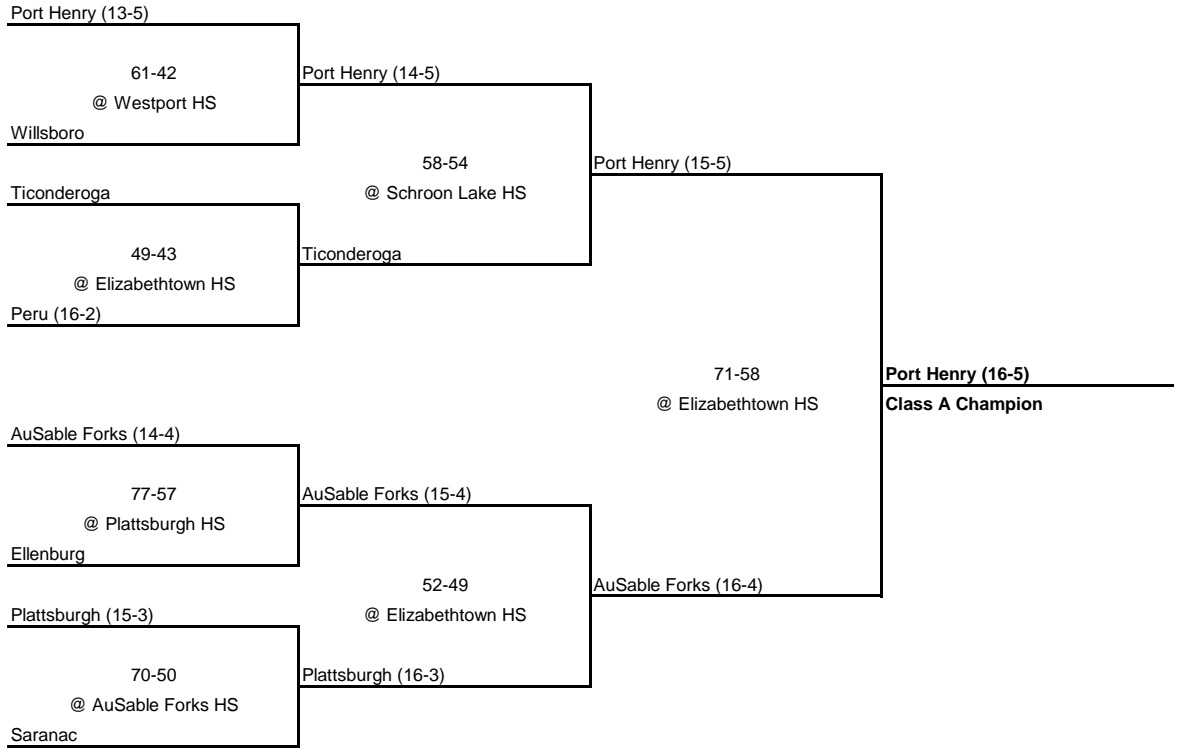 Port Henry (13-5)
61-42
@ Westport HS
Willsboro
Port Henry (14-5)
Ticonderoga
49-43
@ Elizabethtown HS
Peru (16-2)
Ticonderoga
58-54
@ Schroon Lake HS
Port Henry (15-5)
AuSable Forks (14-4)
77-57
@ Plattsburgh HS
Ellenburg
AuSable Forks (15-4)
Plattsburgh (15-3)
70-50
@ AuSable Forks HS
Saranac
Plattsburgh (16-3)
52-49
@ Elizabethtown HS
AuSable Forks (16-4)
71-58
@ Elizabethtown HS
Port Henry (16-5)
Class A Champion